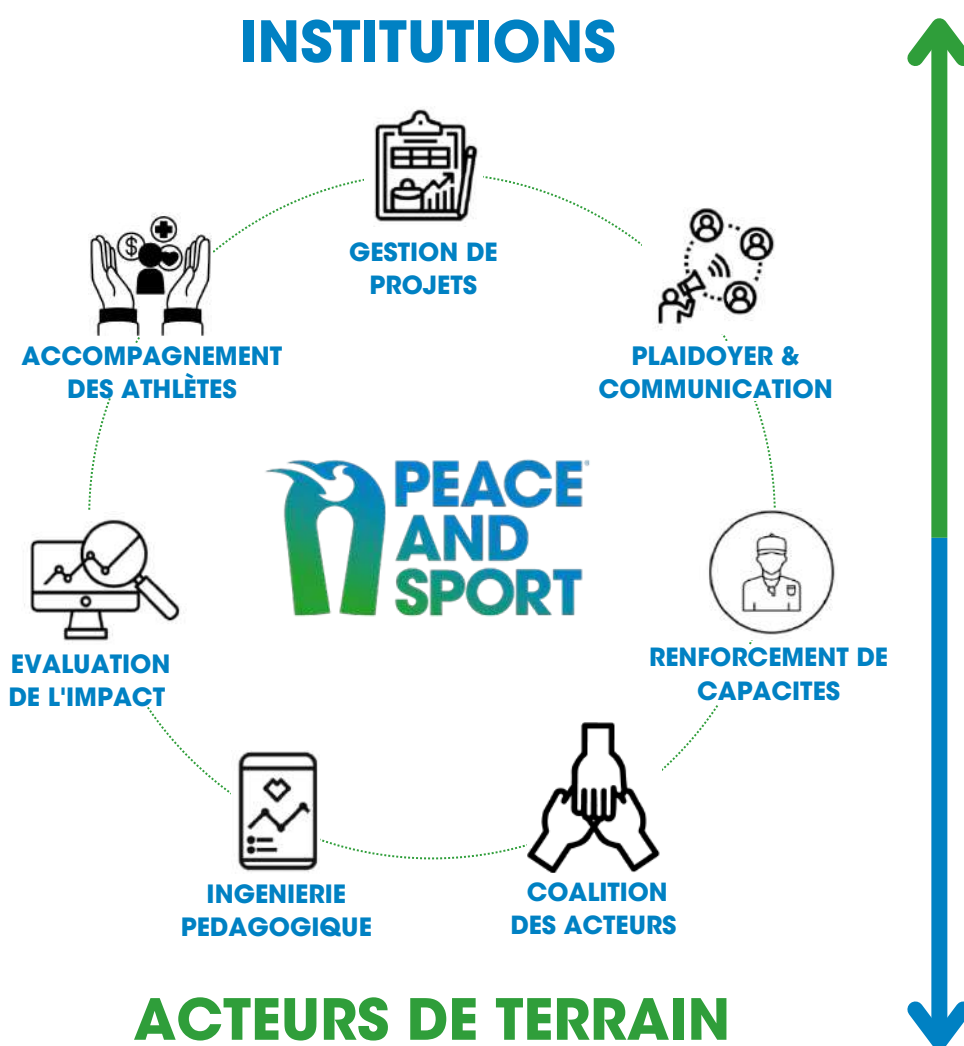 INSTITUTIONS
GESTION DE
PROJETS
ACCOMPAGNEMENT
DES ATHLÈTES
PLAIDOYER &
COMMUNICATION
PEACE
AND
SPORT
EVALUATION
DE L'IMPACT
RENFORCEMENT DE
CAPACITES
INGENIERIE
PEDAGOGIQUE
COALITION
DES ACTEURS
ACTEURS DE TERRAIN